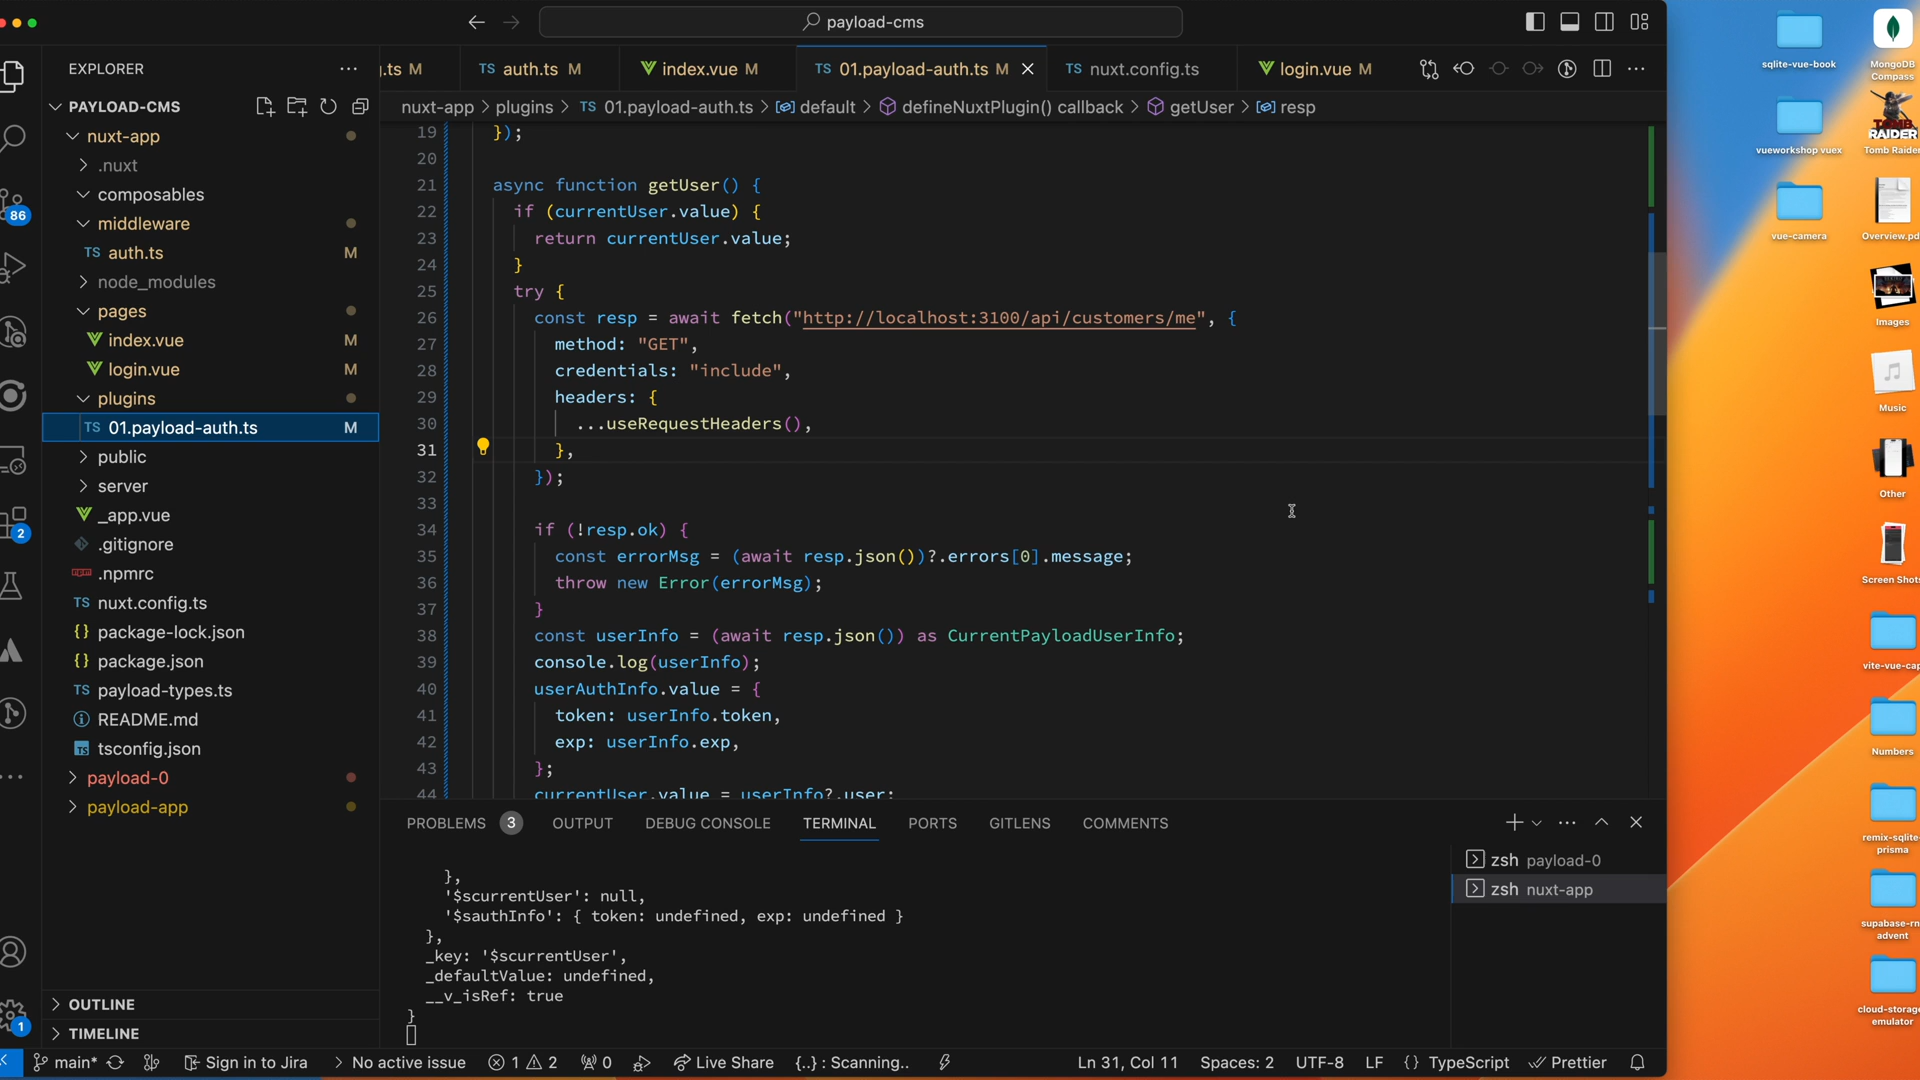 payload-cms
EXPLORER
.ts M
TS auth.ts M
index.vue M
TS 01.payload-auth.ts M
TS nuxt.config.ts
login.vue M
PAYLOAD-CMS
nuxt-app > plugins > TS 01.payload-auth.ts > default > defineNuxtPlugin() callback > getUser > resp
nuxt-app
.nuxt
composables
middleware
TS auth.ts M
node_modules
pages
index.vue M
login.vue M
plugins
TS 01.payload-auth.ts M
public
server
_app.vue
.gitignore
.npmrc
TS nuxt.config.ts
{} package-lock.json
{} package.json
TS payload-types.ts
README.md
TS tsconfig.json
payload-0
payload-app
OUTLINE
TIMELINE
86
2
1
19 });
20
21 async function getUser() {
22 if (currentUser.value) {
23 return currentUser.value;
24 }
25 try {
26 const resp = await fetch("http://localhost:3100/api/customers/me", {
27 method: "GET",
28 credentials: "include",
29 headers: {
30 ...useRequestHeaders(),
31 },
32 });
33
34 if (!resp.ok) {
35 const errorMsg = (await resp.json())?.errors[0].message;
36 throw new Error(errorMsg);
37 }
38 const userInfo = (await resp.json()) as CurrentPayloadUserInfo;
39 console.log(userInfo);
40 userAuthInfo.value = {
41 token: userInfo.token,
42 exp: userInfo.exp,
43 };
44 currentUser.value = userInfo?.user;
PROBLEMS 3 OUTPUT DEBUG CONSOLE TERMINAL PORTS GITLENS COMMENTS
},
'$scurrentUser': null,
'$sauthInfo': { token: undefined, exp: undefined }
},
_key: '$scurrentUser',
_defaultValue: undefined,
__v_isRef: true
}
zsh payload-0
zsh nuxt-app
main* Sign in to Jira No active issue 1 2 0 Live Share {..} : Scanning.. Ln 31, Col 11 Spaces: 2 UTF-8 LF {} TypeScript Prettier
sqlite-vue-book
MongoDB
Compass
vueworkshop vuex
TOMB
RAIDER
Tomb Raider
vue-camera
Overview.pd
Images
Music
Other
Screen Shots
vite-vue-cap
Numbers
remix-sqlite-
prisma
supabase-rn
advent
cloud-storage
emulator